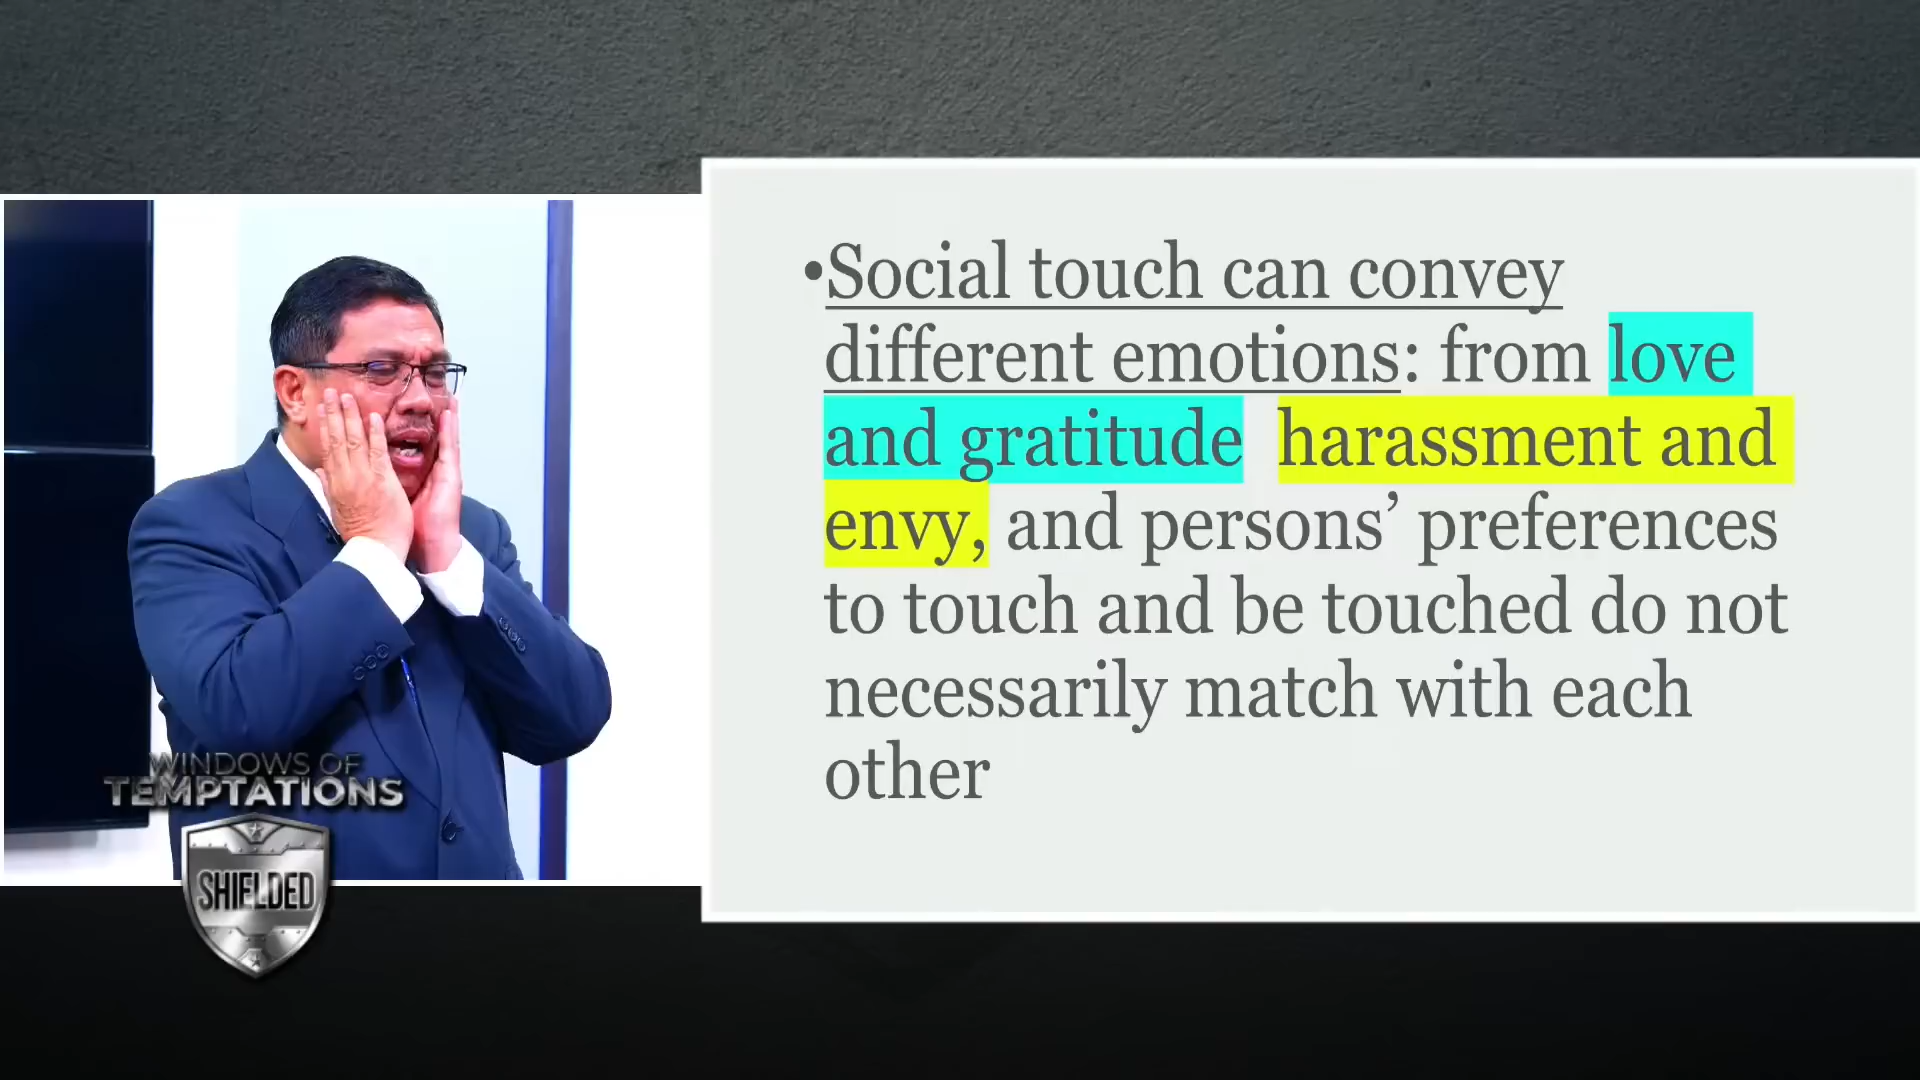 •Social touch can convey
different emotions: from love
and gratitude harassment and
envy, and persons’ preferences
to touch and be touched do not
necessarily match with each
other
WINDOWS OF
TEMPTATIONS
SHIELDED